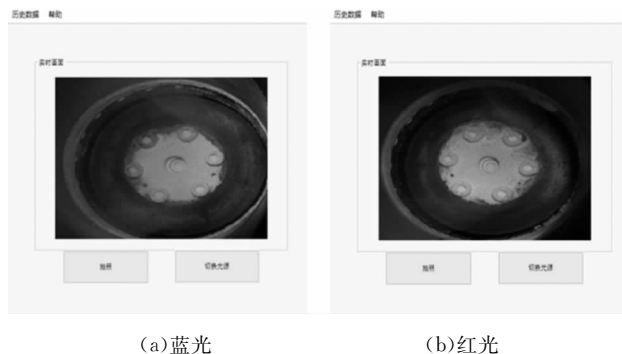 历史数据 帮助
历史数据 帮助
实时画面
实时画面
拍照
切换光源
拍照
切换光源
(a)蓝光
(b)红光